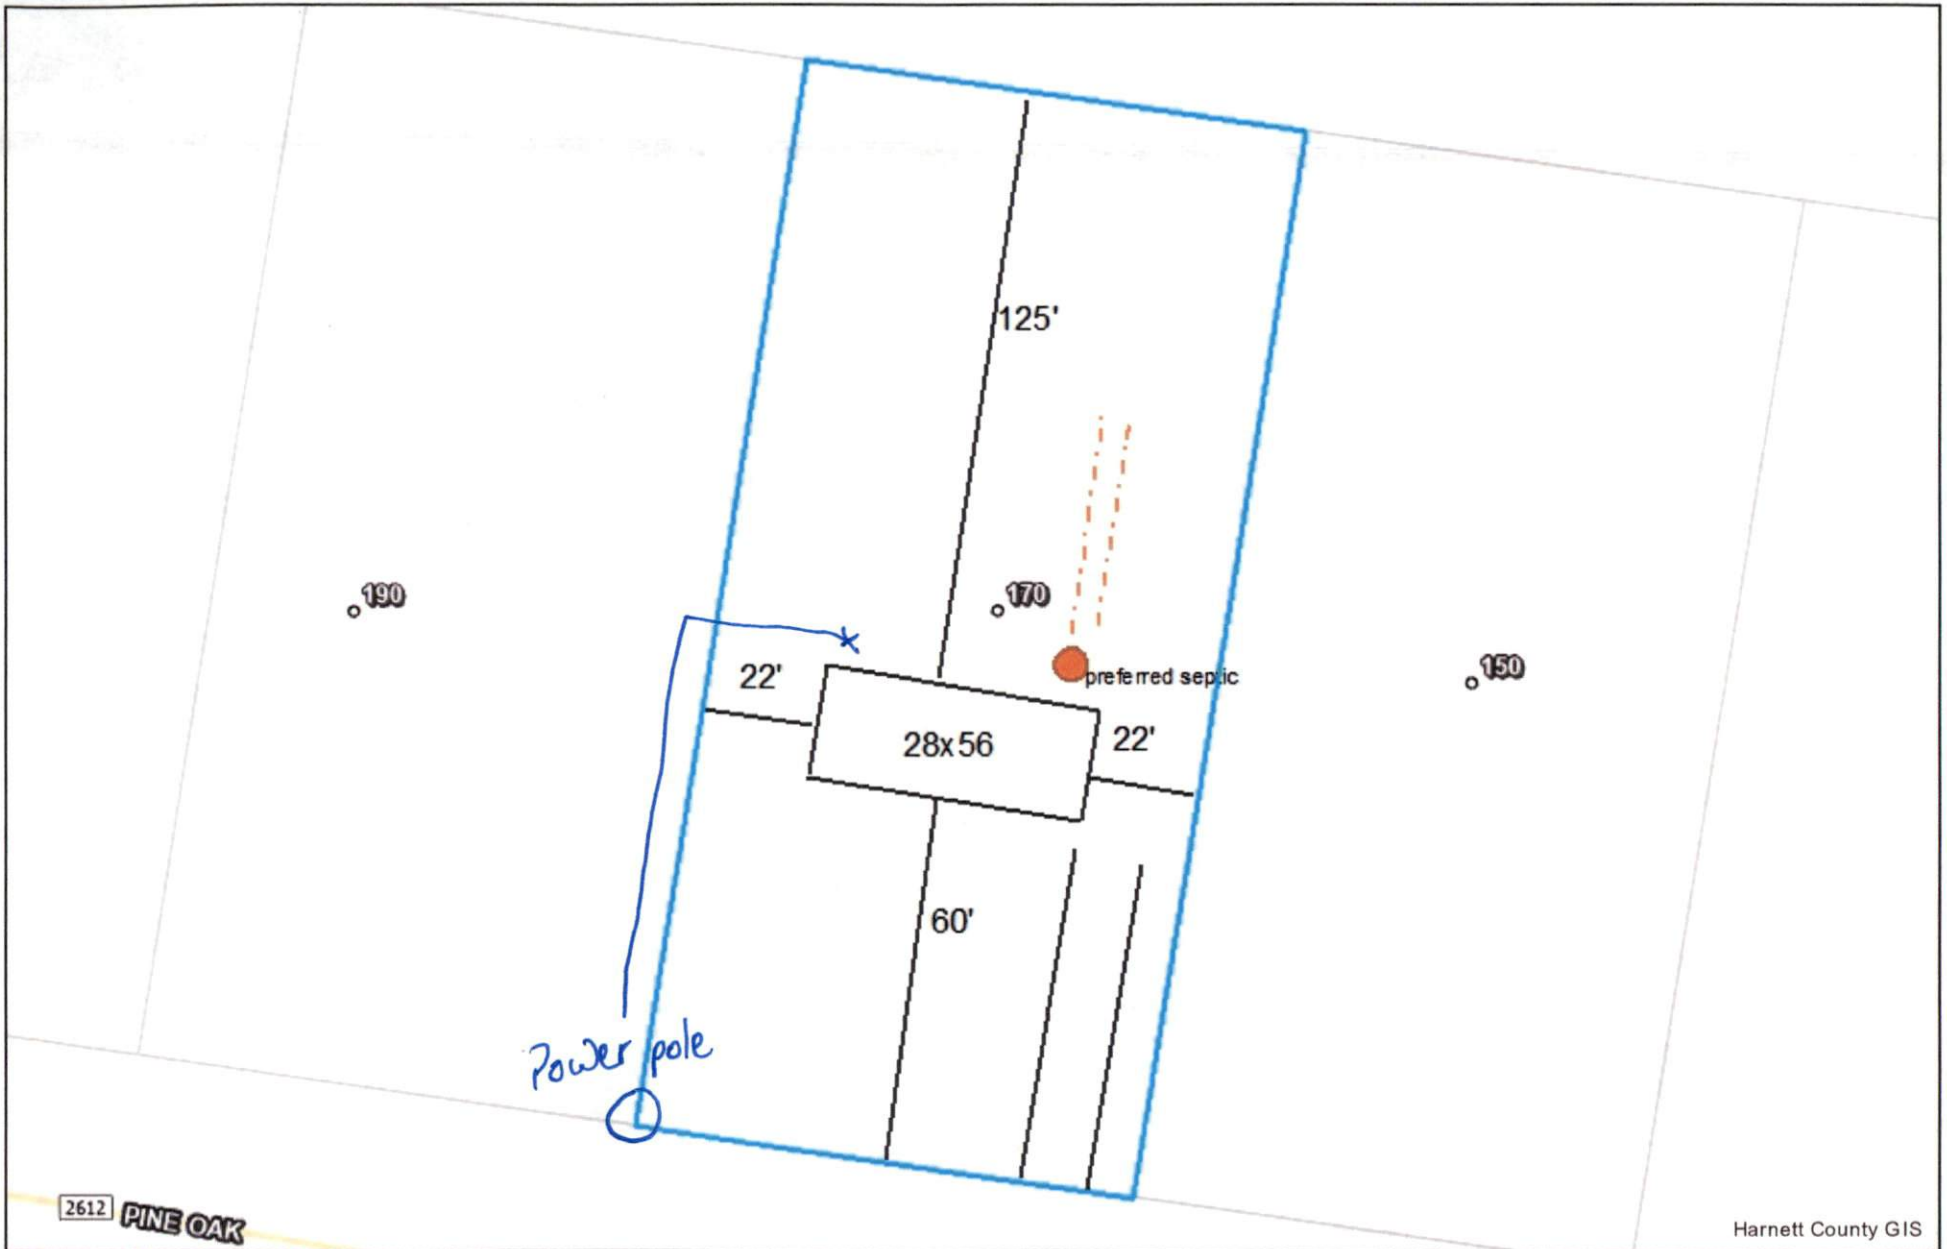 125'
190
170
preferred septic
150
22'
28x56
22'
60'
Power pole
2612
PINE OAK
Harnett County GIS